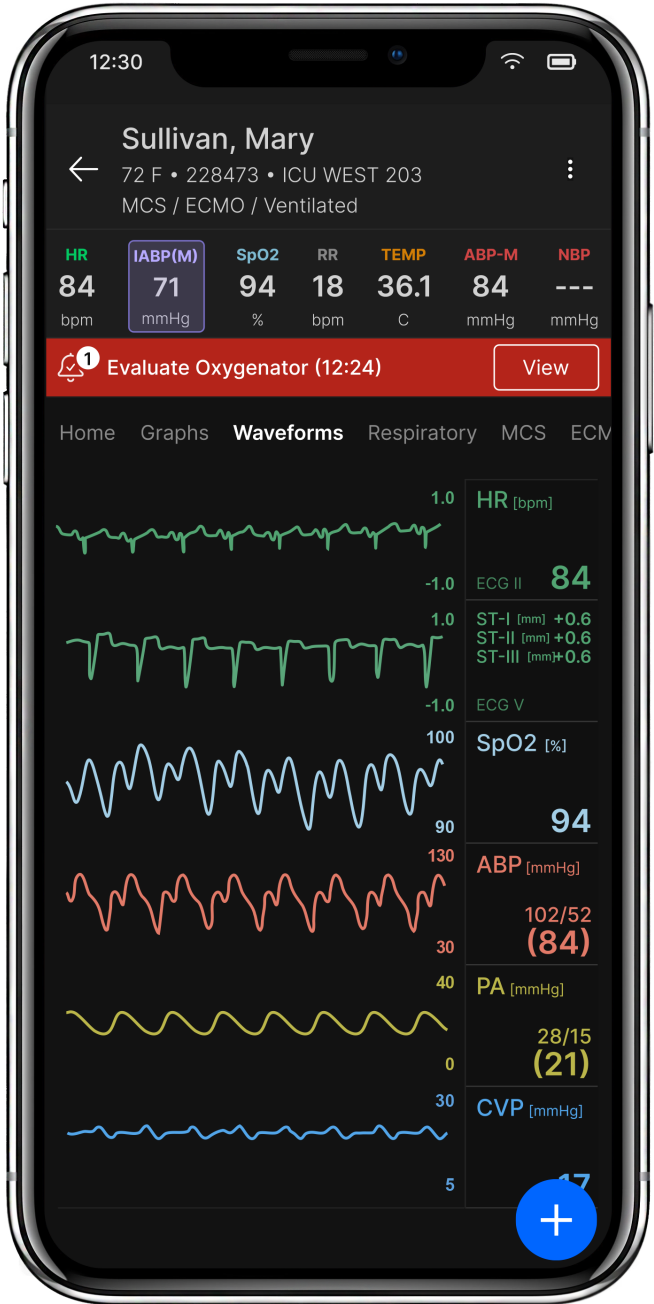 12:30
Sullivan, Mary
72 F • 228473 • ICU WEST 203
MCS / ECMO / Ventilated
HR IABP(M) SpO2 RR TEMP ABP-M NBP
84 71 94 18 36.1 84 ---
bpm mmHg % bpm C mmHg mmHg
1 Evaluate Oxygenator (12:24) View
Home Graphs Waveforms Respiratory MCS ECM
1.0 HR [bpm]
-1.0 ECG II 84
1.0 ST-I [mm] +0.6
ST-II [mm] +0.6
ST-III [mm] +0.6
-1.0 ECG V
100 SpO2 [%]
90 94
130 ABP [mmHg]
102/52
30 (84)
40 PA [mmHg]
28/15
0 (21)
30 CVP [mmHg]
5 17